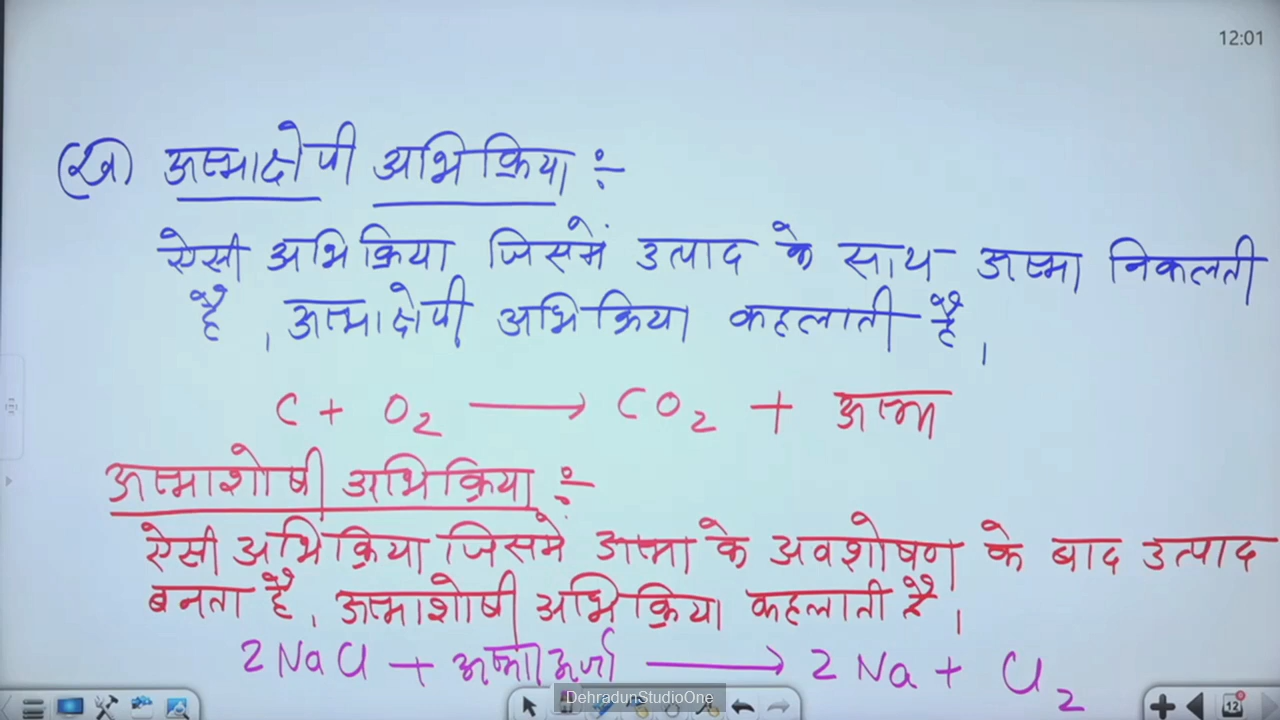 12:01
(ख) ऊष्माक्षेपी अभिक्रिया :-
ऐसी अभिक्रिया जिसमें उत्पाद के साथ ऊष्मा निकलती
है, ऊष्माक्षेपी अभिक्रिया कहलाती है।
C + O₂ ⟶ CO₂ + ऊष्मा
ऊष्माशोषी अभिक्रिया :-
ऐसी अभिक्रिया जिसमें ऊष्मा के अवशोषण के बाद उत्पाद
बनता है, ऊष्माशोषी अभिक्रिया कहलाती है।
2NaCl + ऊष्मा ऊर्जा ⟶ 2Na + Cl₂
DehradunStudioOne
12